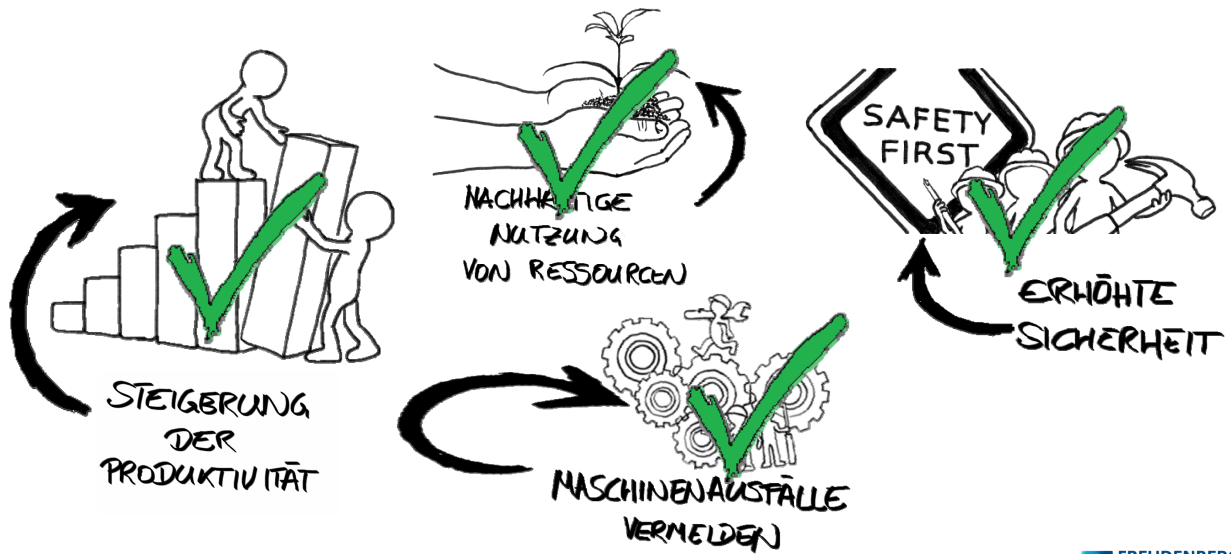 STEIGERUNG
DER
PRODUKTIVITÄT
NACHHALTIGE
NUTZUNG
VON RESSOURCEN
MASCHINENAUSFÄLLE
VERMEIDEN
SAFETY
FIRST
ERHÖHTE
SICHERHEIT